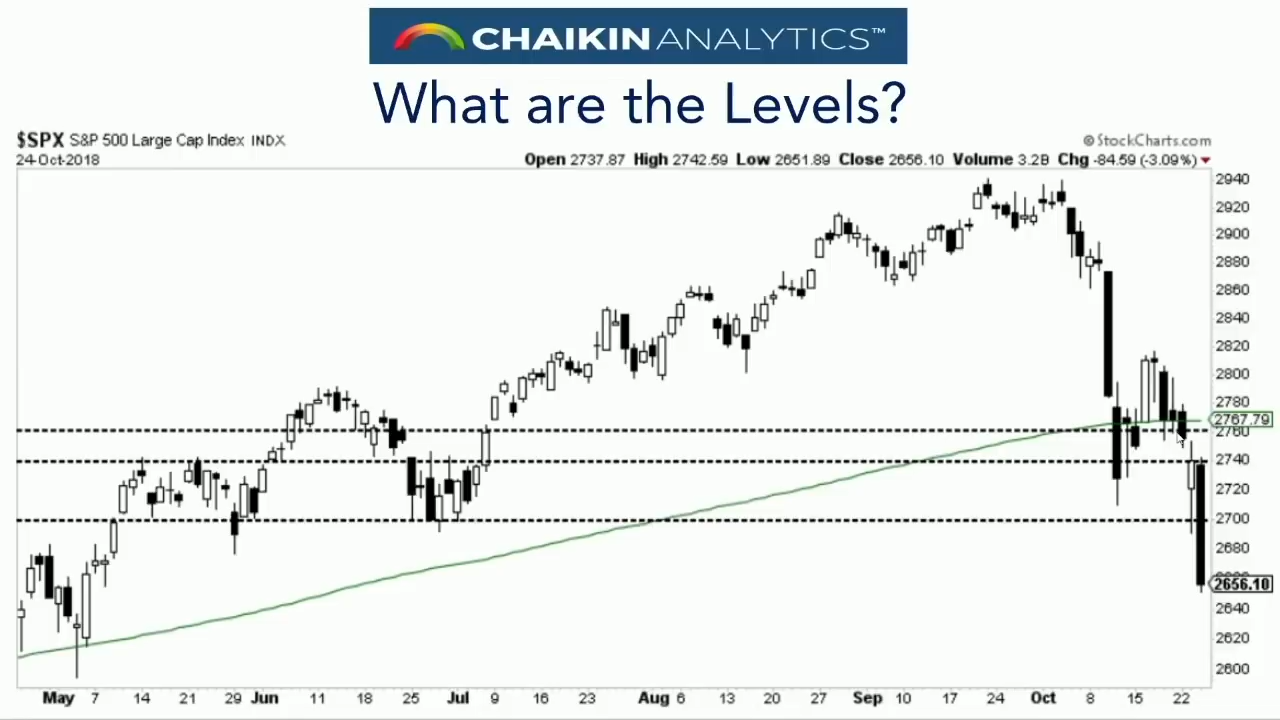 CHAIKIN ANALYTICS™
What are the Levels?
$SPX S&P 500 Large Cap Index INDX
© StockCharts.com
24-Oct-2018
Open 2737.87 High 2742.59 Low 2651.89 Close 2656.10 Volume 3.2B Chg -84.59 (-3.09%)
2940
2920
2900
2880
2860
2840
2820
2800
2780
2767.79
2760
2740
2720
2700
2680
2656.10
2640
2620
2600
May 7 14 21 29 Jun 11 18 25 Jul 9 16 23 Aug 6 13 20 27 Sep 10 17 24 Oct 8 15 22